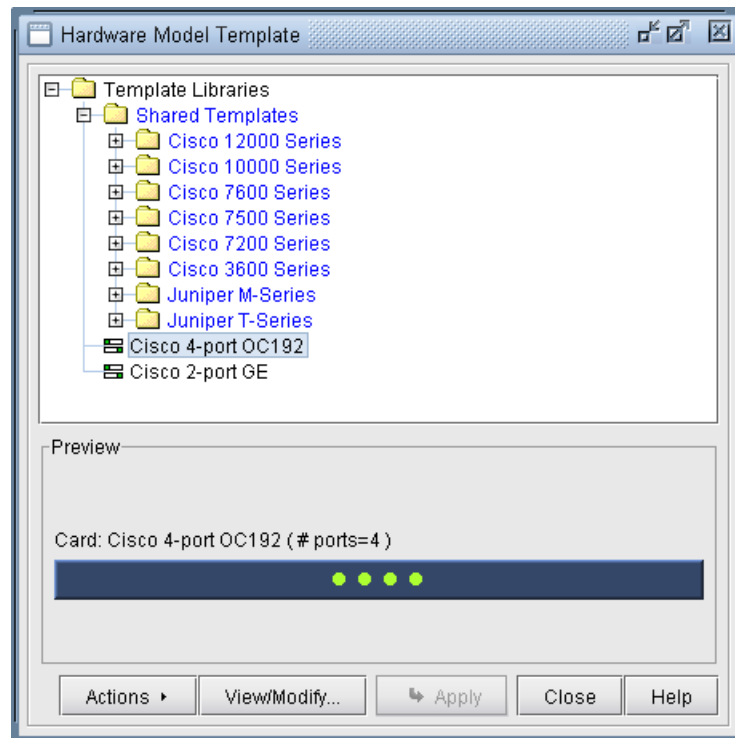 Hardware Model Template
Template Libraries
Shared Templates
Cisco 12000 Series
Cisco 10000 Series
Cisco 7600 Series
Cisco 7500 Series
Cisco 7200 Series
Cisco 3600 Series
Juniper M-Series
Juniper T-Series
Cisco 4-port OC192
Cisco 2-port GE
Preview
Card: Cisco 4-port OC192 ( # ports=4 )
Actions View/Modify... Apply Close Help